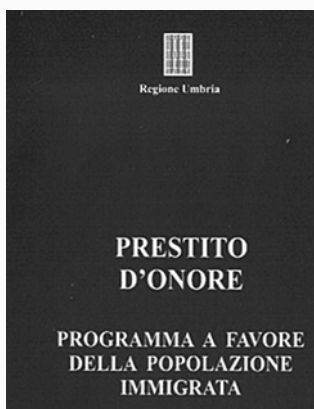 Regione Umbria
PRESTITO
D'ONORE
PROGRAMMA A FAVORE
DELLA POPOLAZIONE
IMMIGRATA